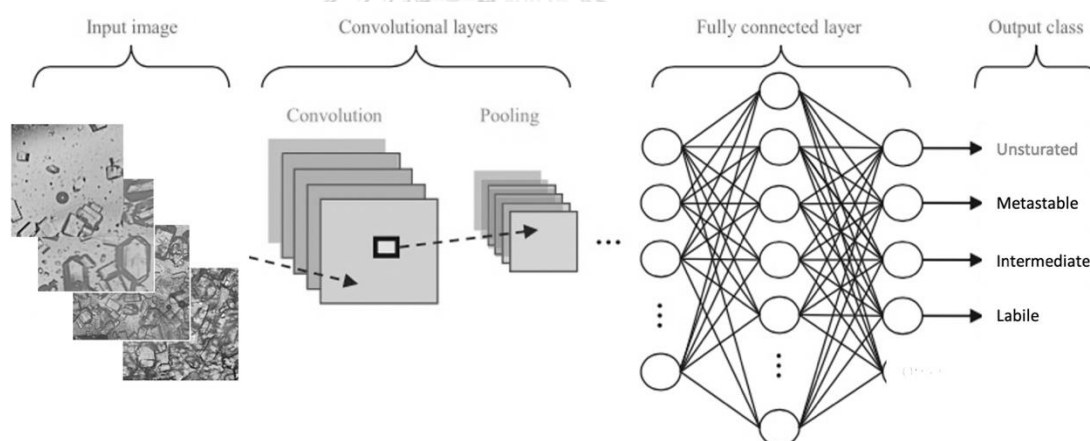 Input image
Convolutional layers
Fully connected layer
Output class
Convolution
Pooling
Unsturated
Metastable
Intermediate
Labile